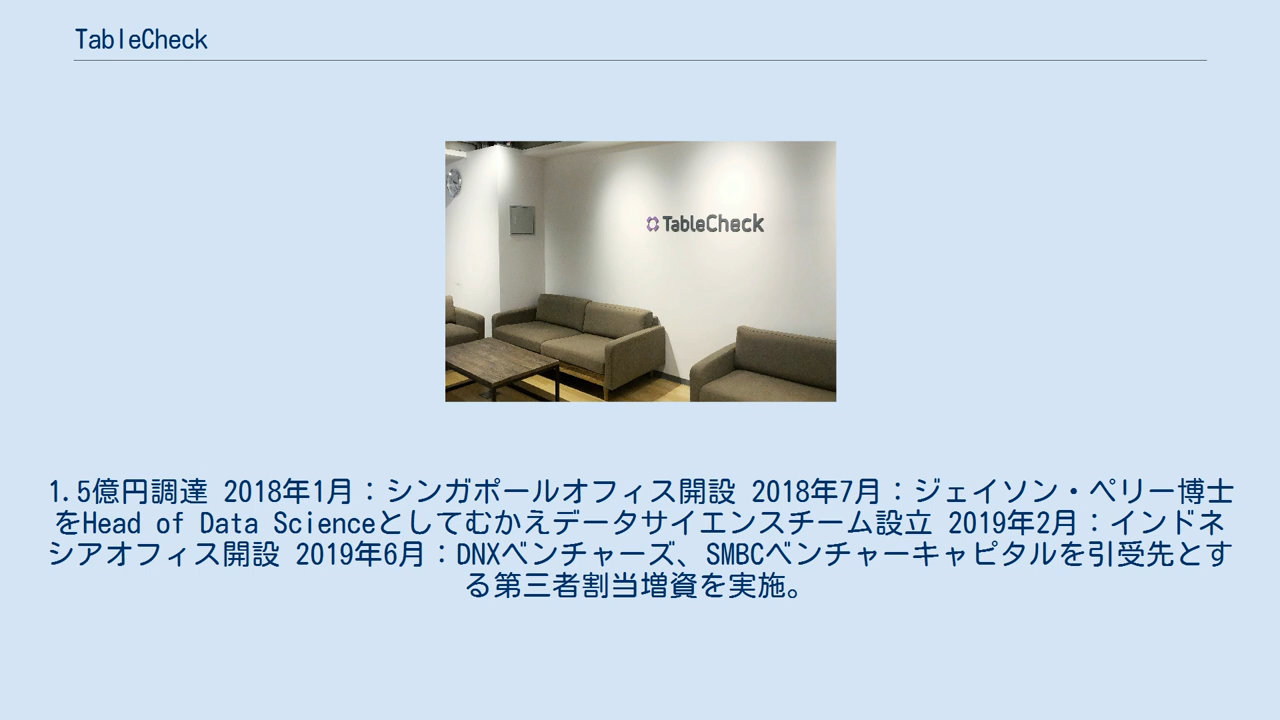 TableCheck
TableCheck
1.5億円調達 2018年1月：シンガポールオフィス開設 2018年7月：ジェイソン・ペリー博士
をHead of Data Scienceとしてむかえデータサイエンスチーム設立 2019年2月：インドネ
シアオフィス開設 2019年6月：DNXベンチャーズ、SMBCベンチャーキャピタルを引受先とす
る第三者割当増資を実施。